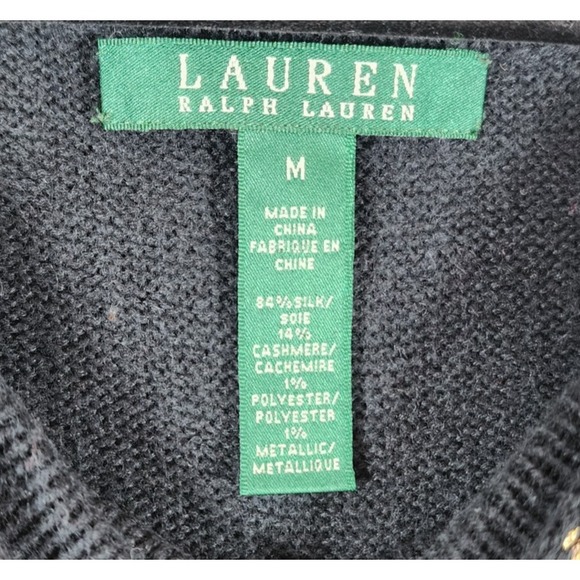 LAUREN
RALPH LAUREN
M
MADE IN
CHINA
FABRIQUE EN
CHINE
84% SILK/
SOIE
14%
CASHMERE/
CACHEMIRE
1%
POLYESTER/
POLYESTER
1%
METALLIC/
METALLIQUE